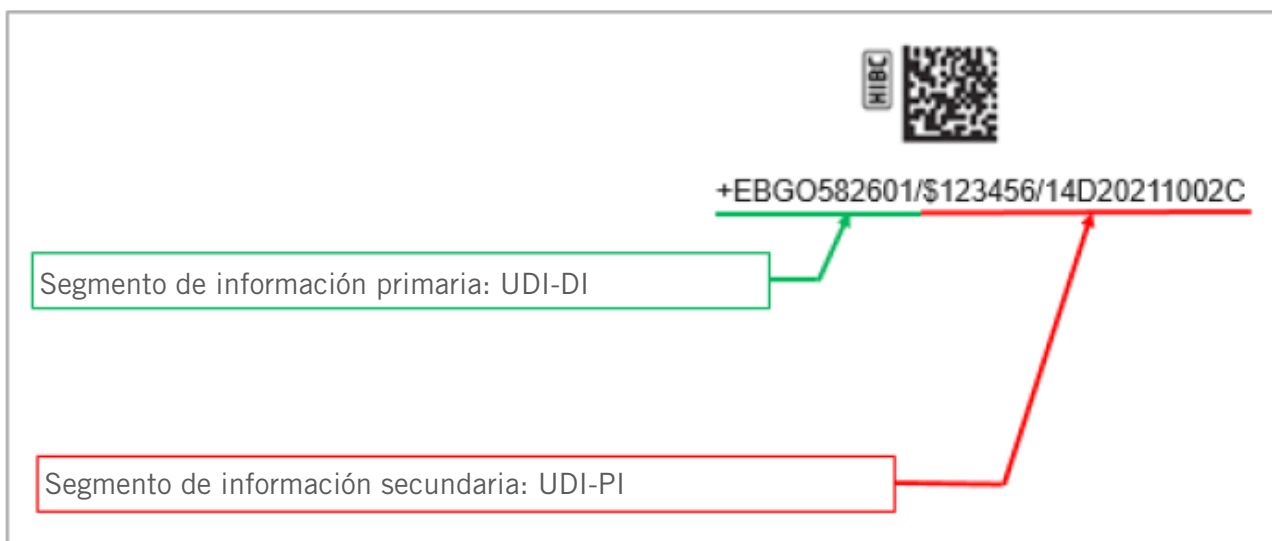 HIBC
+EBGO582601/$123456/14D20211002C
Segmento de información primaria: UDI-DI
Segmento de información secundaria: UDI-PI